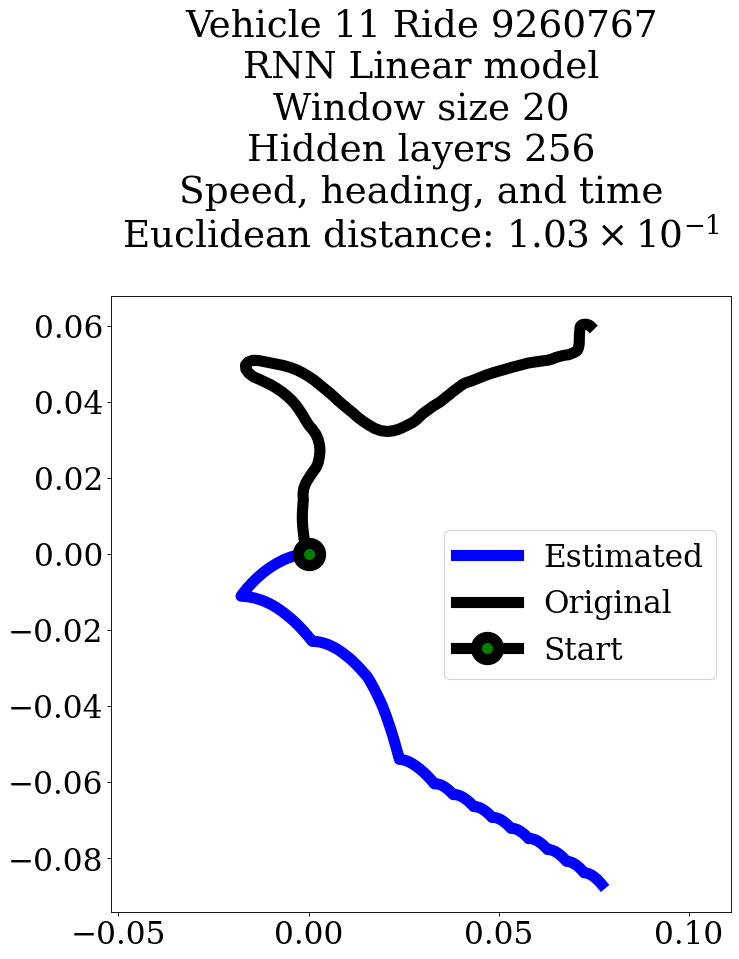 Vehicle 11 Ride 9260767
RNN Linear model
Window size 20
Hidden layers 256
Speed, heading, and time
Euclidean distance: 1.03 × 10⁻¹
0.06
0.04
0.02
0.00
−0.02
−0.04
−0.06
−0.08
Estimated
Original
Start
−0.05 0.00 0.05 0.10